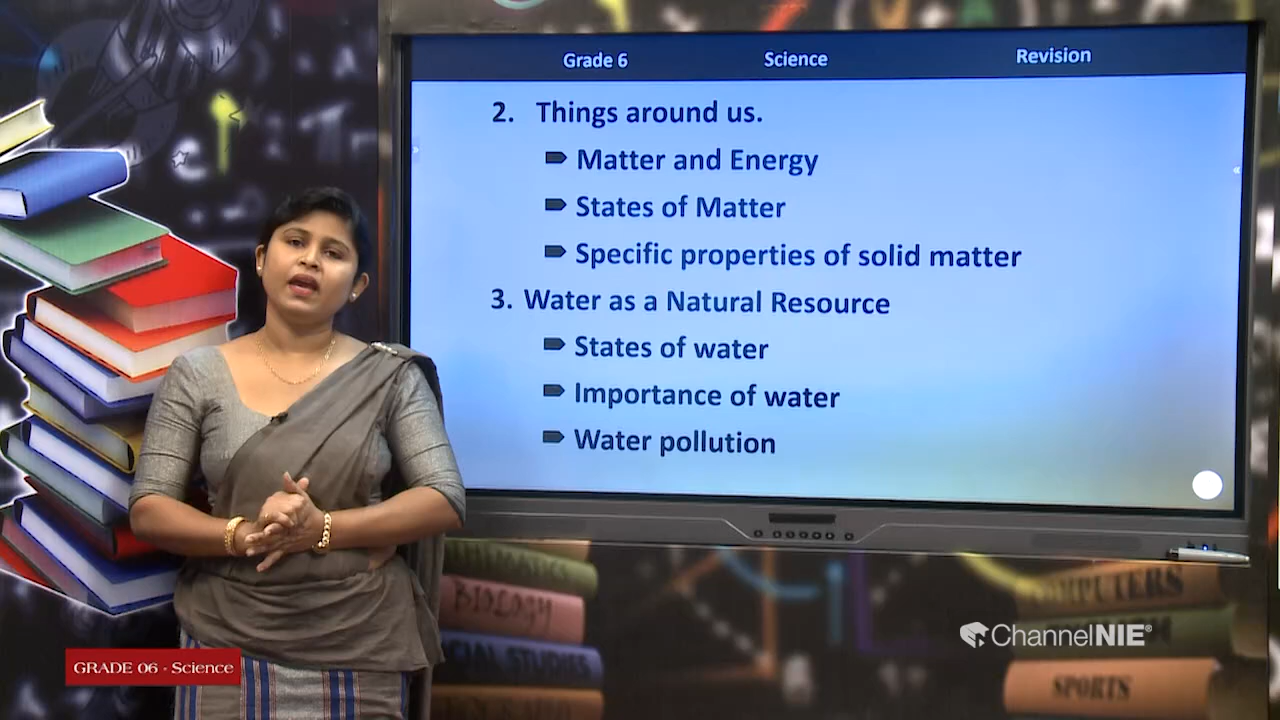 Grade 6 Science Revision
2. Things around us.
Matter and Energy
States of Matter
Specific properties of solid matter
3. Water as a Natural Resource
States of water
Importance of water
Water pollution
BIOLOGY
SOCIAL STUDIES
COMPUTERS
SPORTS
ChannelNIE®
GRADE 06 - Science